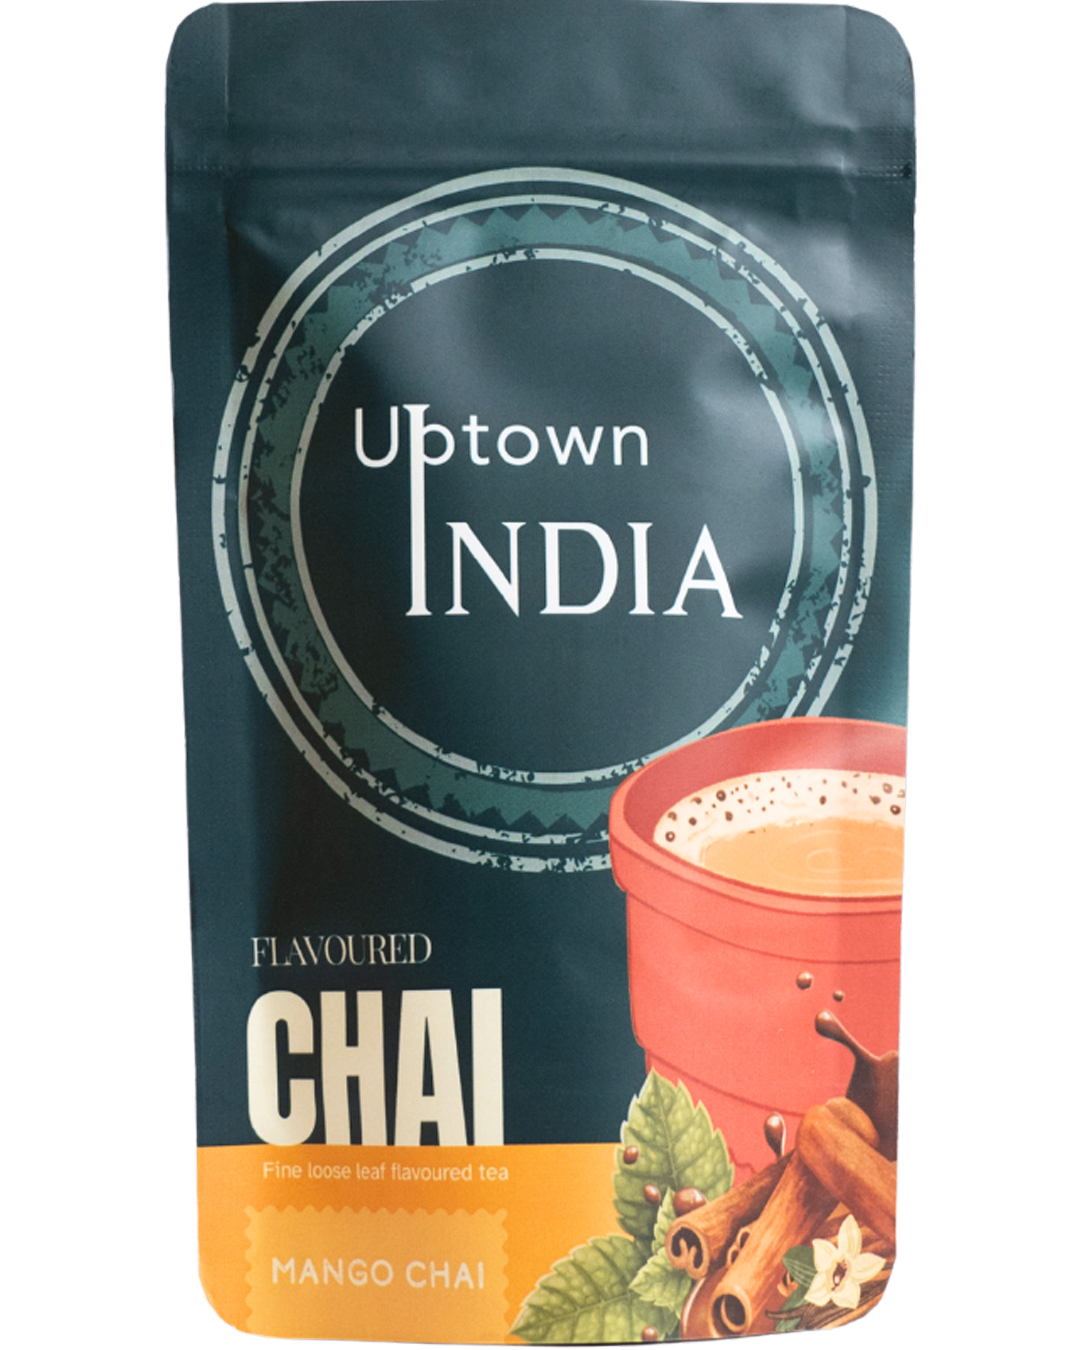 Uptown
INDIA
FLAVOURED
CHAI
Fine loose leaf flavoured tea
MANGO CHAI